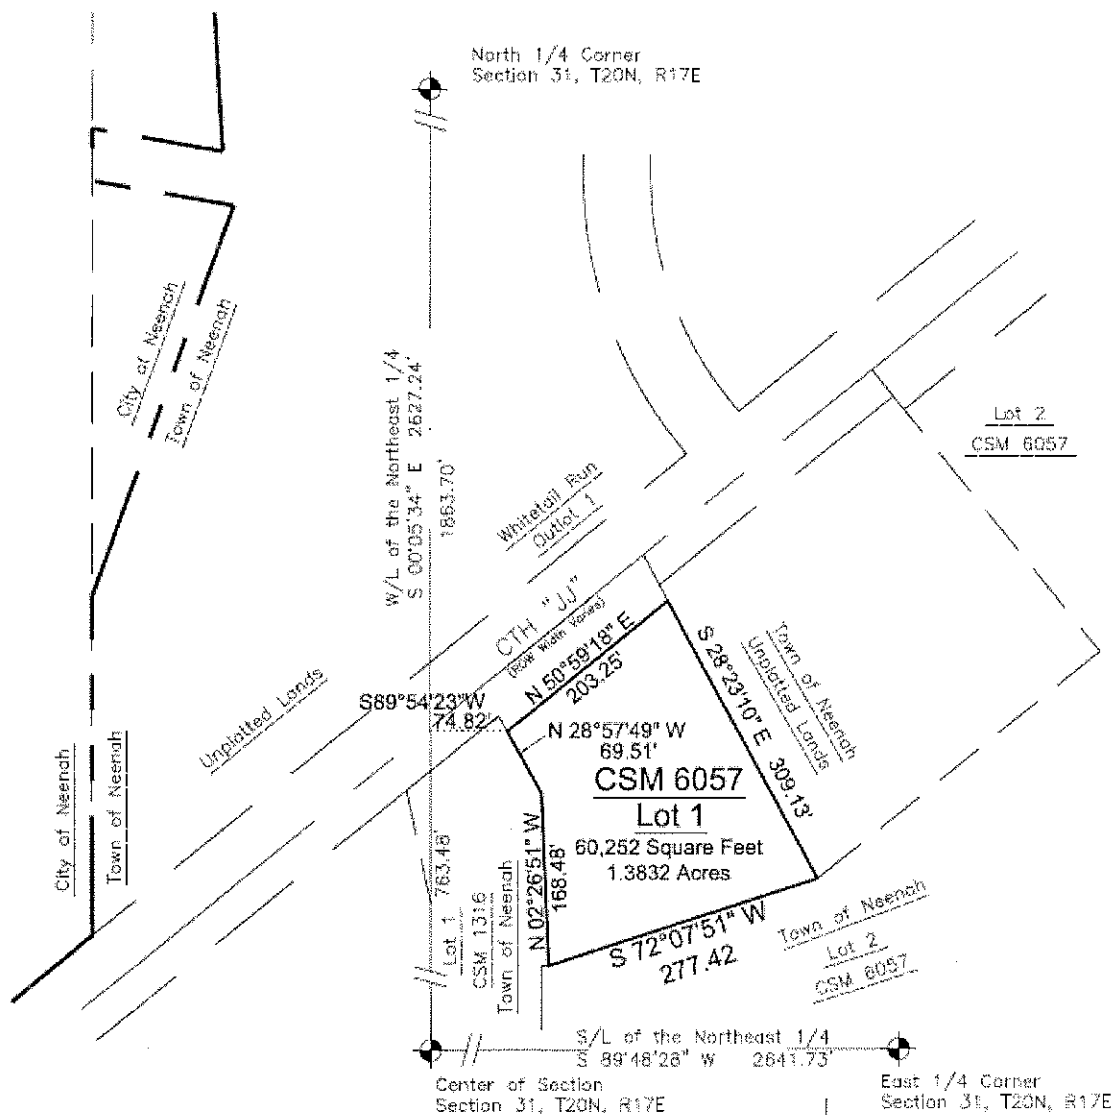 North 1/4 Corner
Section 31, T20N, R17E
City of Neenah
Town of Neenah
W/L of the Northeast 1/4
S 00°05'34" E 2627.24'
1863.70'
Lot 2
CSM 6057
Whitetail Run
Outlot 1
CTH "JJ"
(ROW Width Varies)
N 50°59'18" E
203.25'
S 28°23'10" E 309.13'
Town of Neenah
Unplatted Lands
Unplatted Lands
S89°54'23"W
74.82'
N 28°57'49" W
69.51'
CSM 6057
Lot 1
60,252 Square Feet
1.3832 Acres
City of Neenah
Town of Neenah
763.48'
Lot 1
CSM 1316
Town of Neenah
N 02°26'51" W
168.48'
S 72°07'51" W
277.42
Town of Neenah
Lot 2
CSM 6057
S/L of the Northeast 1/4
S 89°48'28" W 2641.73'
Center of Section
Section 31, T20N, R17E
East 1/4 Corner
Section 31, T20N, R17E